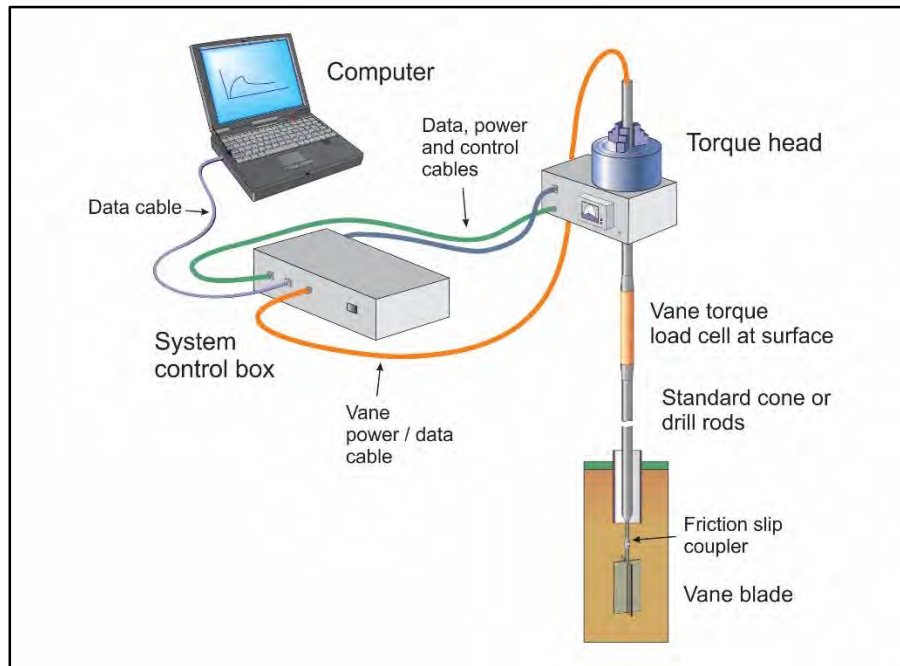 Computer
Data, power
and control
cables
Torque head
Data cable
Vane torque
load cell at surface
System
control box
Standard cone or
drill rods
Vane
power / data
cable
Friction slip
coupler
Vane blade